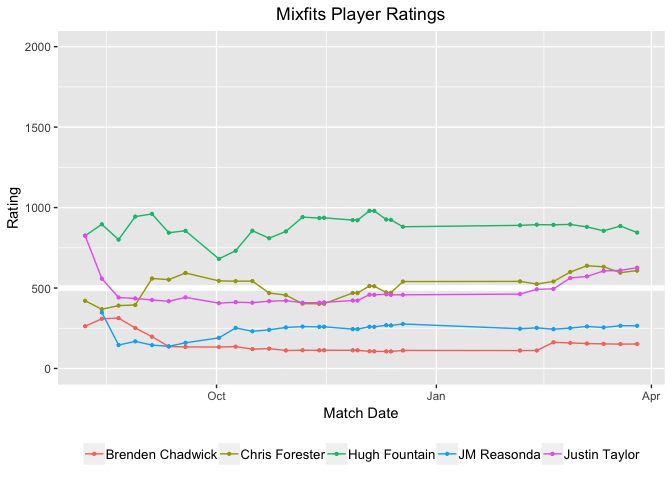 Mixfits Player Ratings
2000
1500
1000
500
0
Rating
Oct
Jan
Apr
Match Date
Brenden Chadwick Chris Forester Hugh Fountain JM Reasonda Justin Taylor